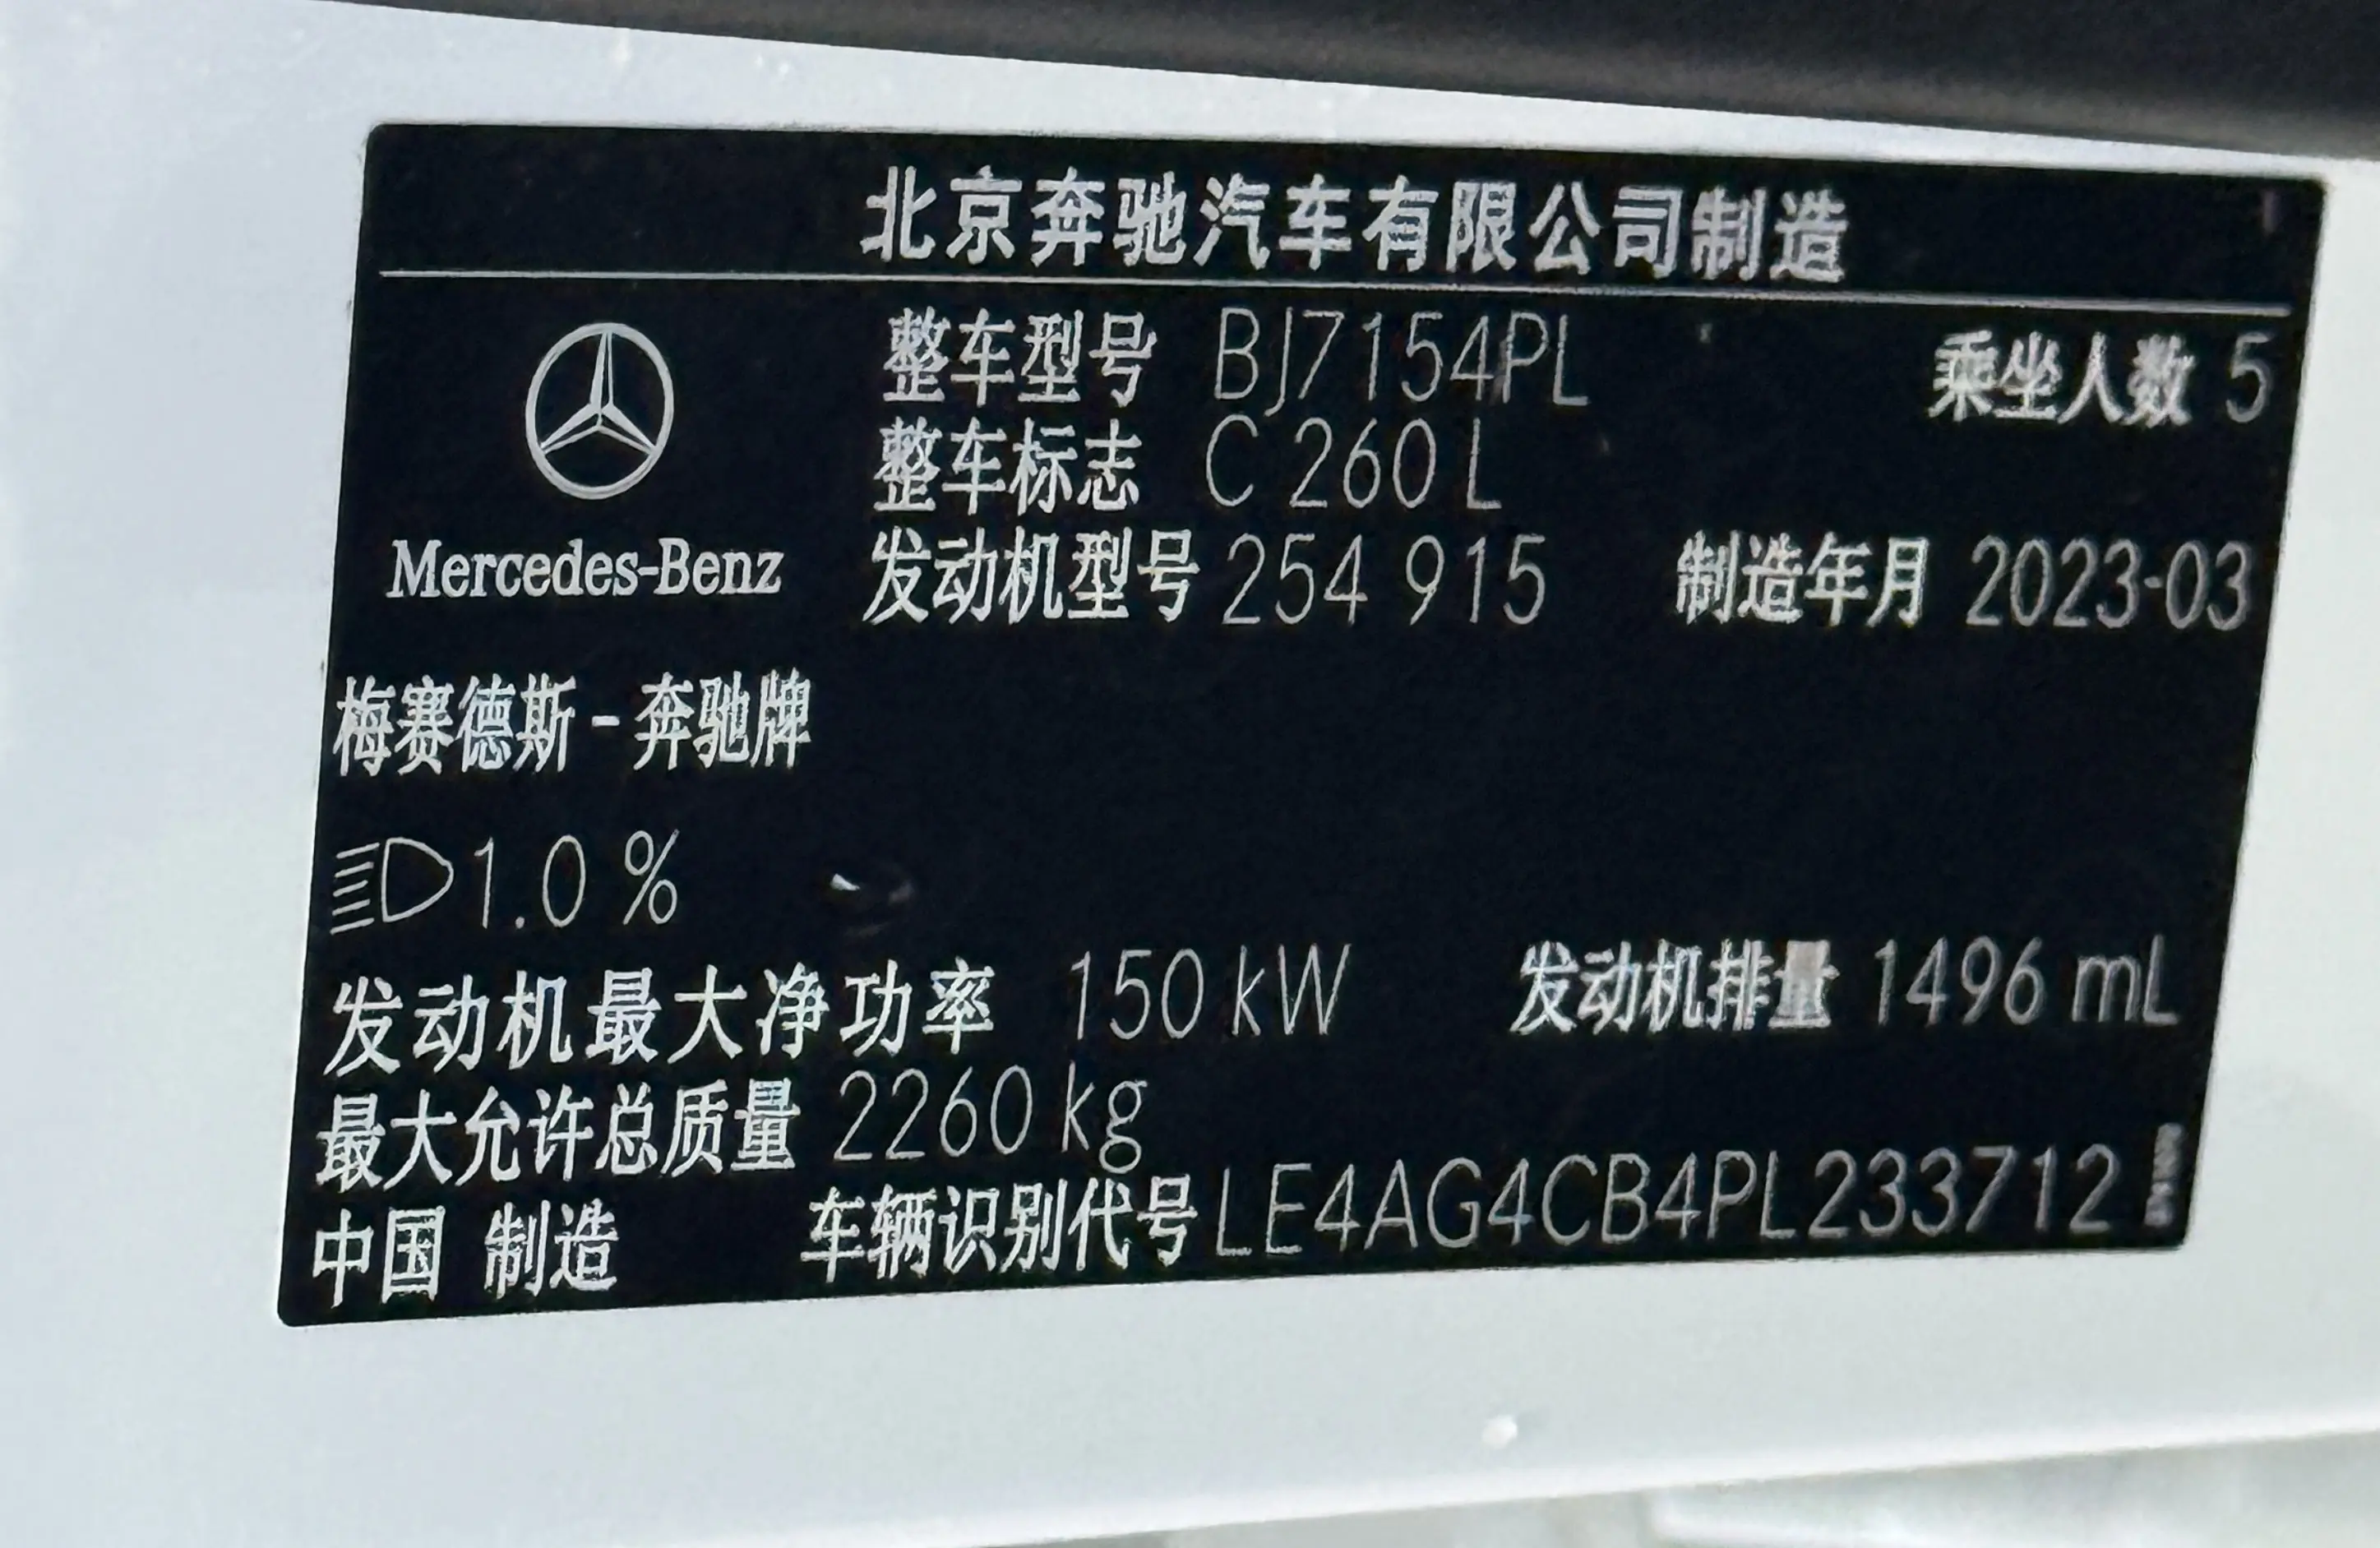 北京奔驰汽车有限公司制造
整车型号 BJ7154PL 乘坐人数 5
整车标志 C 260 L
Mercedes-Benz 发动机型号 254 915 制造年月 2023-03
梅赛德斯-奔驰牌
1.0 %
发动机最大净功率 150 kW 发动机排量 1496 mL
最大允许总质量 2260 kg
中国 制造 车辆识别代号 LE4AG4CB4PL233712